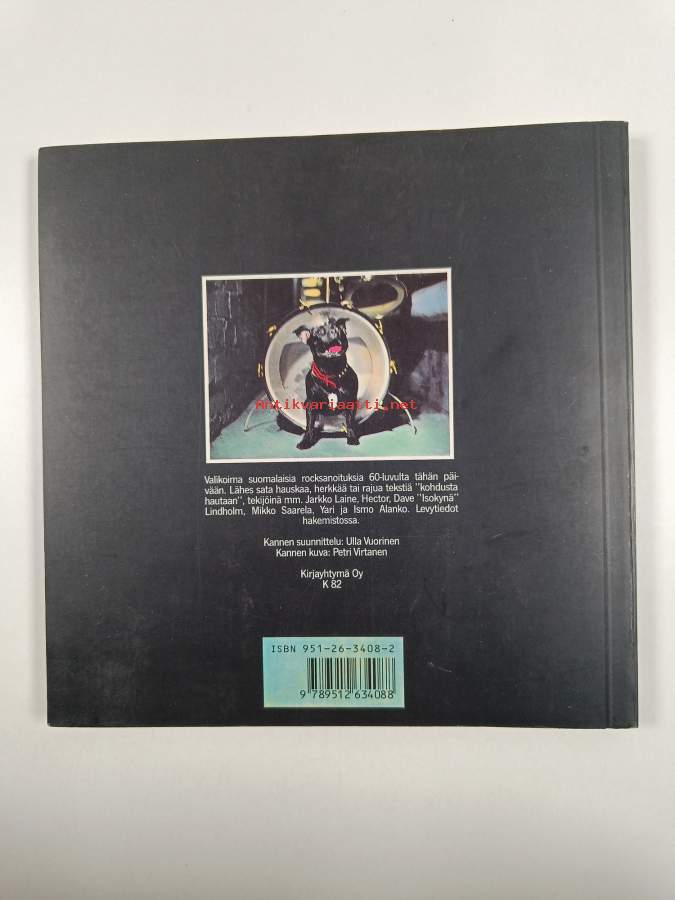 Antikvariaatti.net
Valikoima suomalaisia rocksanoituksia 60-luvulta tähän päi-
vään. Lähes sata hauskaa, herkkää tai rajua tekstiä "kohdusta
hautaan", tekijöinä mm. Jarkko Laine, Hector, Dave "Isokynä"
Lindholm, Mikko Saarela, Yari ja Ismo Alanko. Levytiedot
hakemistossa.
Kannen suunnittelu: Ulla Vuorinen
Kannen kuva: Petri Virtanen
Kirjayhtymä Oy
K 82
ISBN 951-26-3408-2
9 789512 634088